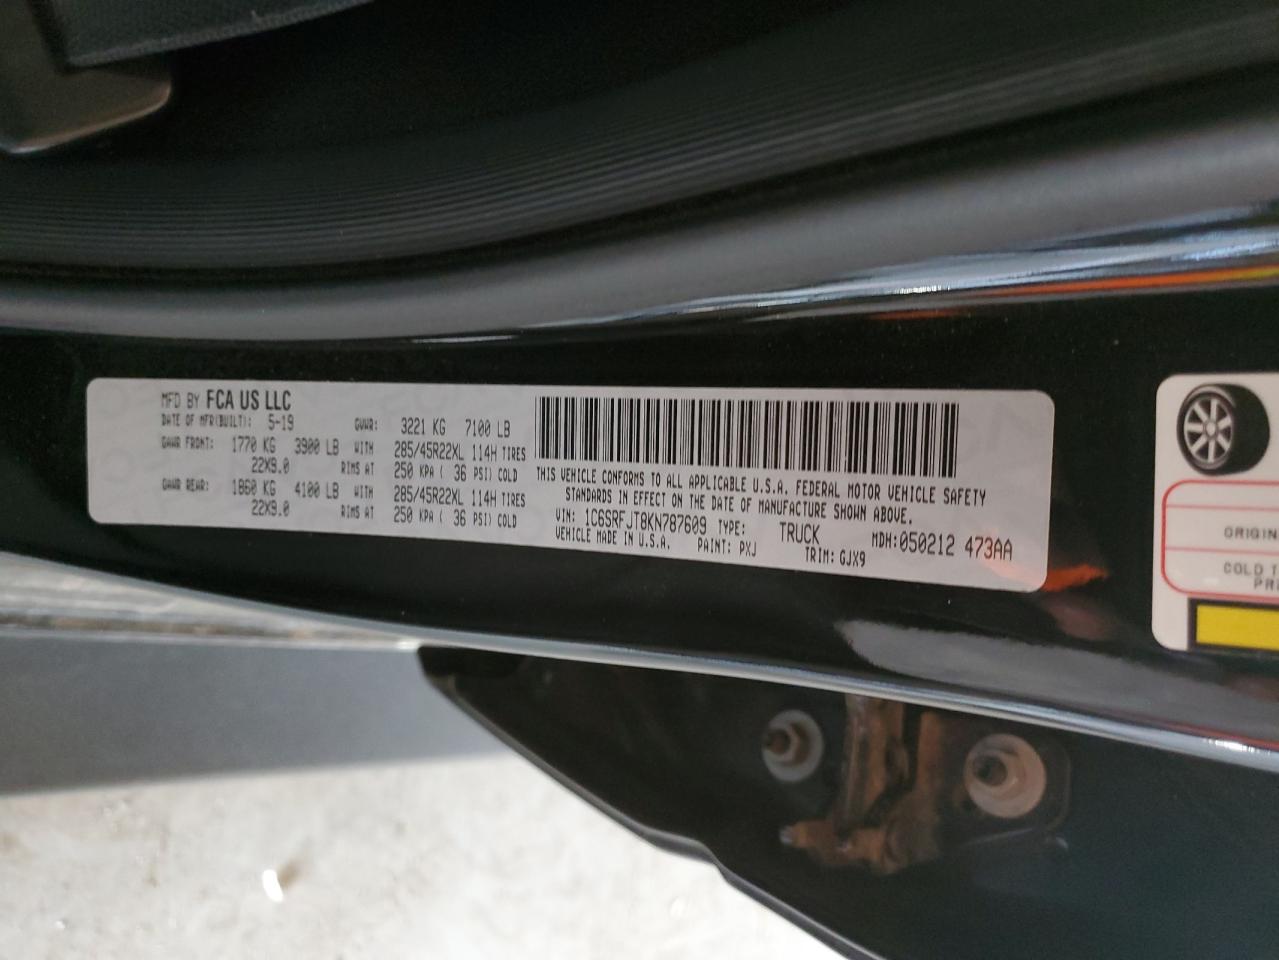 MFD BY FCA US LLC
DATE OF MFR(BUILT): 5-19 GVWR: 3221 KG 7100 LB
GAWR FRONT: 1770 KG 3900 LB WITH 285/45R22XL 114H TIRES
22X9.0 RIMS AT 250 KPA ( 36 PSI) COLD
GAWR REAR: 1860 KG 4100 LB WITH 285/45R22XL 114H TIRES
22X9.0 RIMS AT 250 KPA ( 36 PSI) COLD
THIS VEHICLE CONFORMS TO ALL APPLICABLE U.S.A. FEDERAL MOTOR VEHICLE SAFETY
STANDARDS IN EFFECT ON THE DATE OF MANUFACTURE SHOWN ABOVE.
VIN: 1C6SRFJT8KN787609 TYPE: TRUCK MDH:050212 473AA
VEHICLE MADE IN U.S.A. PAINT: PXJ TRIM: GJX9
ORIGIN
COLD T
PRE